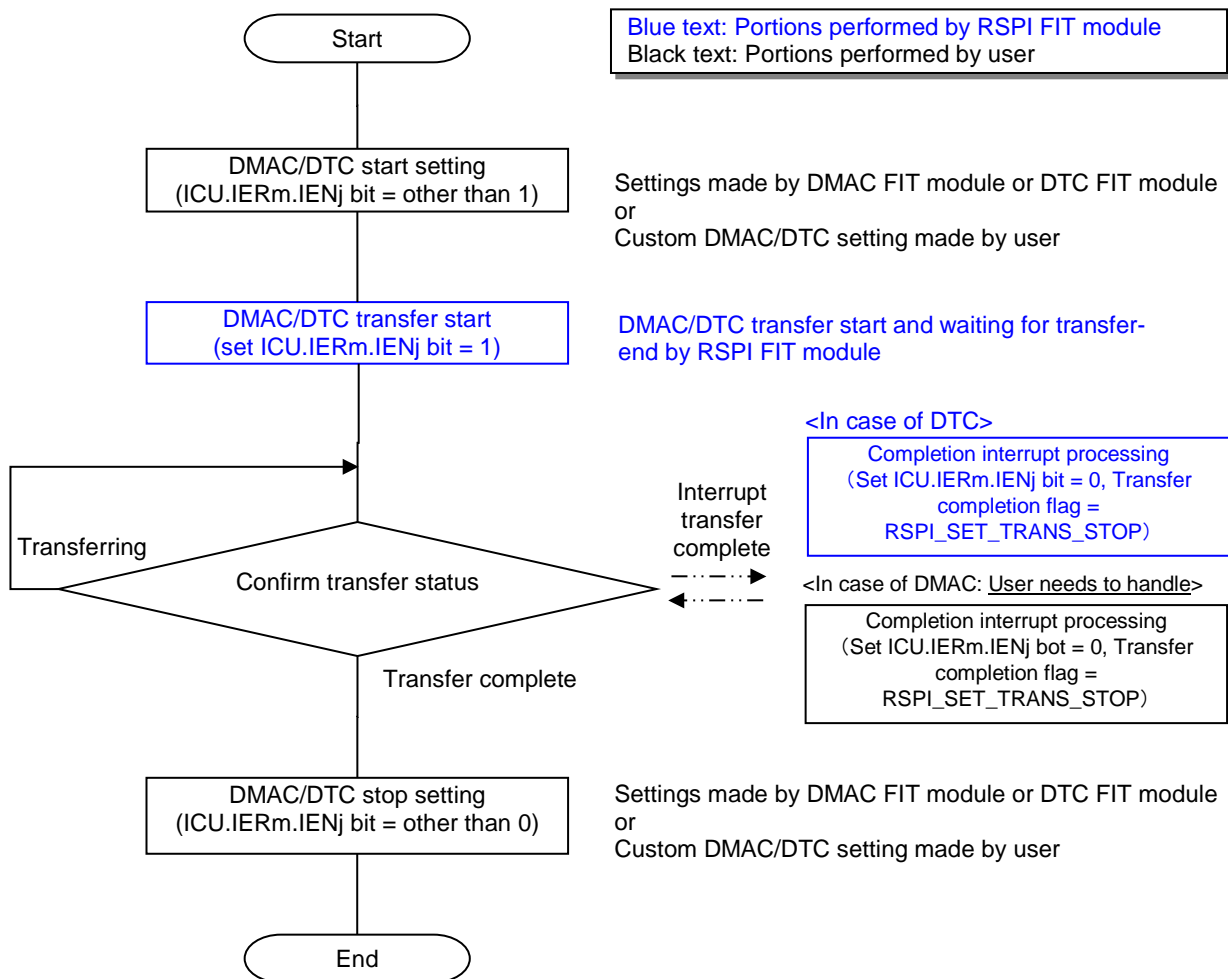 Start
Blue text: Portions performed by RSPI FIT module
Black text: Portions performed by user
DMAC/DTC start setting
(ICU.IERm.IENj bit = other than 1)
Settings made by DMAC FIT module or DTC FIT module
or
Custom DMAC/DTC setting made by user
DMAC/DTC transfer start
(set ICU.IERm.IENj bit = 1)
DMAC/DTC transfer start and waiting for transfer-
end by RSPI FIT module
<In case of DTC>
Completion interrupt processing
（Set ICU.IERm.IENj bit = 0, Transfer
completion flag =
RSPI_SET_TRANS_STOP）
Interrupt
transfer
complete
Transferring
Confirm transfer status
<In case of DMAC: User needs to handle>
Completion interrupt processing
（Set ICU.IERm.IENj bot = 0, Transfer
completion flag =
RSPI_SET_TRANS_STOP）
Transfer complete
DMAC/DTC stop setting
(ICU.IERm.IENj bit = other than 0)
Settings made by DMAC FIT module or DTC FIT module
or
Custom DMAC/DTC setting made by user
End